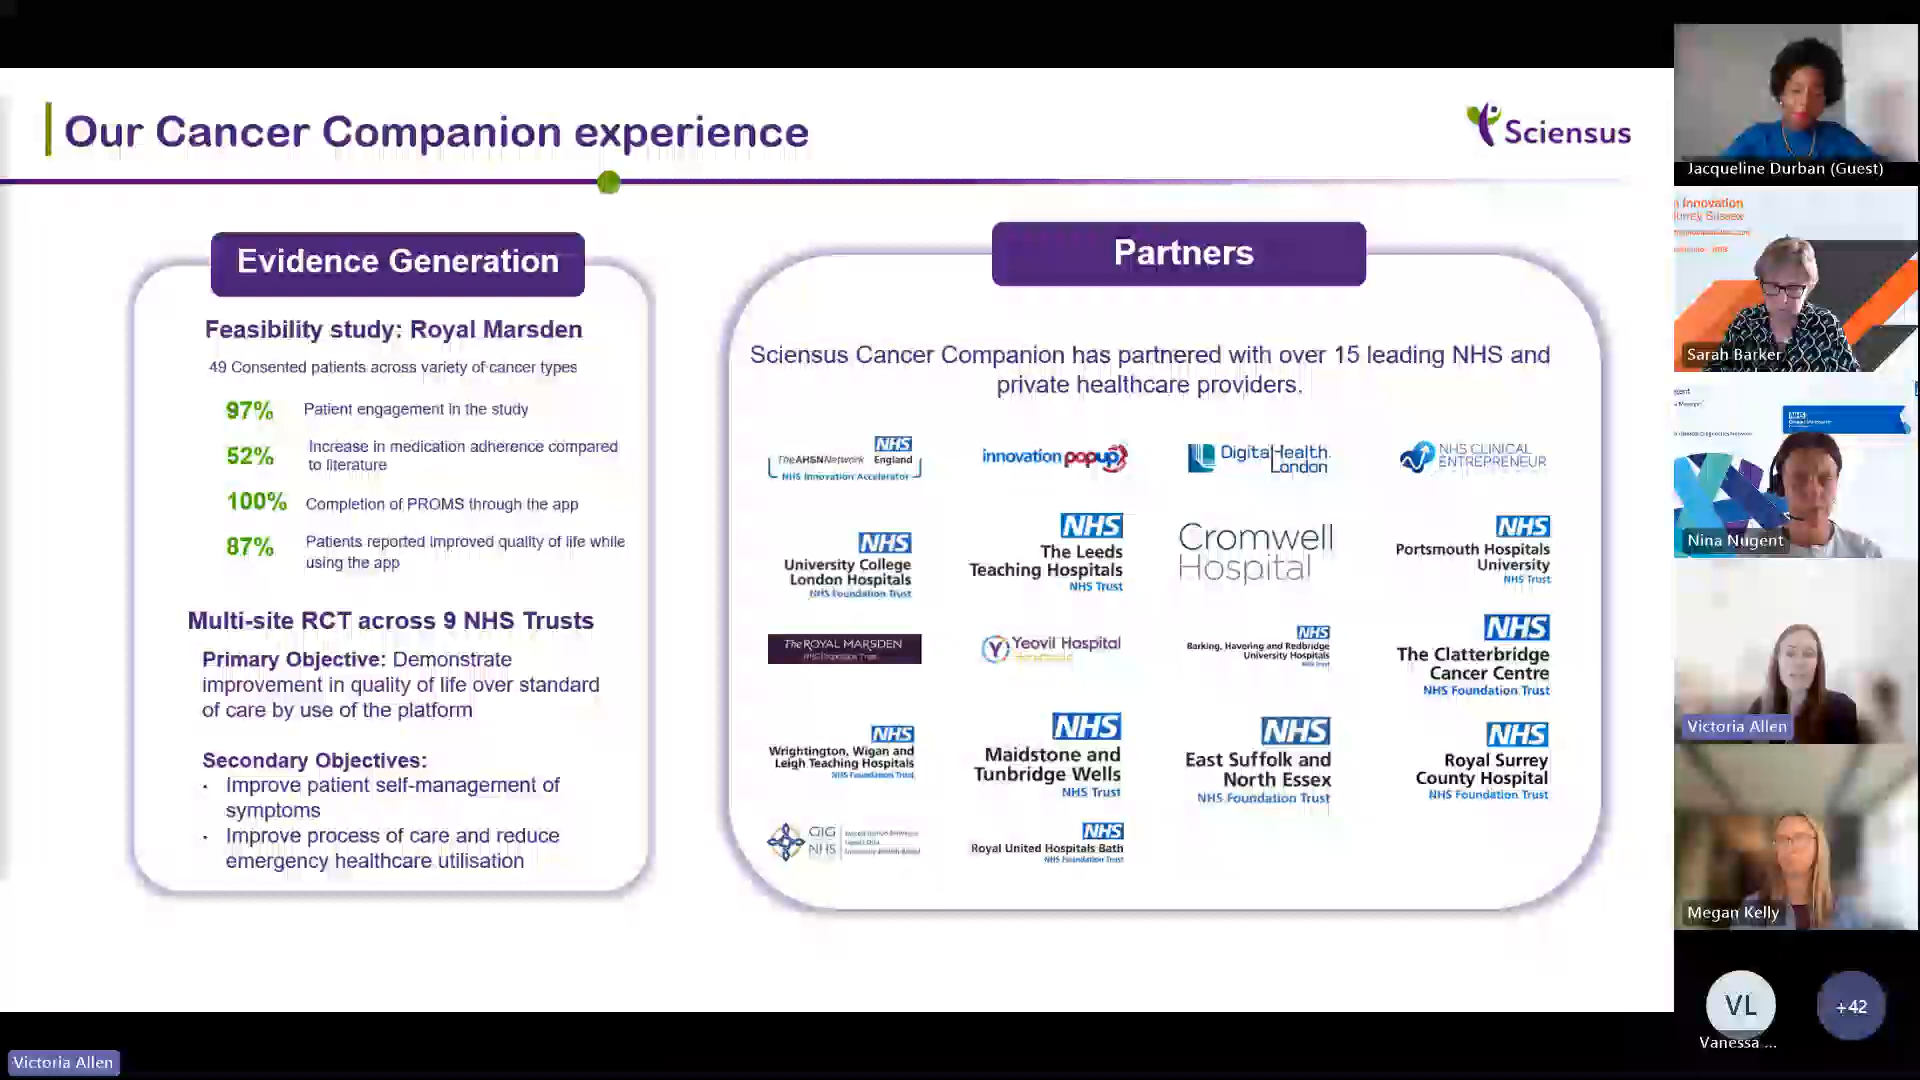 Our Cancer Companion experience
Sciensus
Evidence Generation
Feasibility study: Royal Marsden
49 Consented patients across variety of cancer types
97% Patient engagement in the study
52% Increase in medication adherence compared
to literature
100% Completion of PROMS through the app
87% Patients reported improved quality of life while
using the app
Multi-site RCT across 9 NHS Trusts
Primary Objective: Demonstrate
improvement in quality of life over standard
of care by use of the platform
Secondary Objectives:
• Improve patient self-management of
symptoms
• Improve process of care and reduce
emergency healthcare utilisation
Partners
Sciensus Cancer Companion has partnered with over 15 leading NHS and
private healthcare providers.
NHS
TheAHSNNetwork England
NHS Innovation Accelerator
innovation popup
DigitalHealth.
London
NHS CLINICAL
ENTREPRENEUR
NHS
University College
London Hospitals
NHS Foundation Trust
NHS
The Leeds
Teaching Hospitals
NHS Trust
Cromwell
Hospital
NHS
Portsmouth Hospitals
University
NHS Trust
The ROYAL MARSDEN
NHS Foundation Trust
Yeovil Hospital
NHS
Barking, Havering and Redbridge
University Hospitals
NHS Trust
NHS
The Clatterbridge
Cancer Centre
NHS Foundation Trust
NHS
Wrightington, Wigan and
Leigh Teaching Hospitals
NHS Foundation Trust
NHS
Maidstone and
Tunbridge Wells
NHS Trust
NHS
East Suffolk and
North Essex
NHS Foundation Trust
NHS
Royal Surrey
County Hospital
NHS Foundation Trust
GIG
NHS
NHS
Royal United Hospitals Bath
NHS Foundation Trust
Jacqueline Durban (Guest)
Innovation
Sussex
Sarah Barker
NHS
Nina Nugent
Victoria Allen
Megan Kelly
VL
+42
Vanessa ...
Victoria Allen